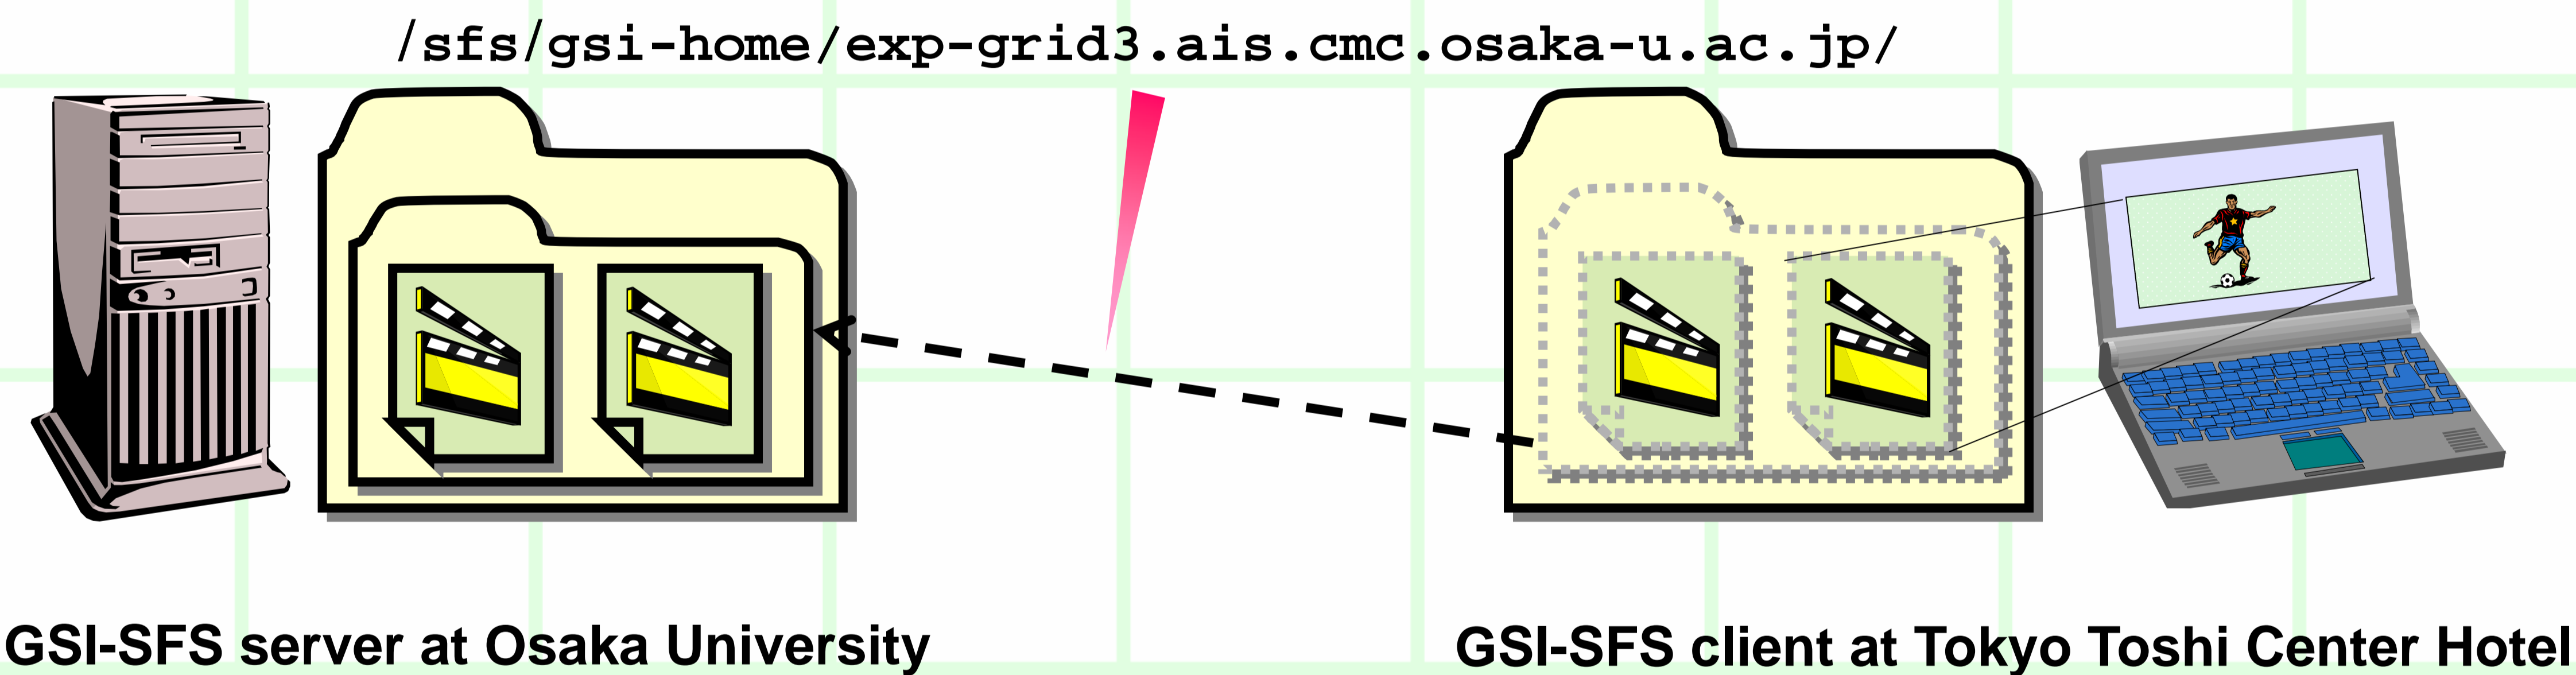 /sfs/gsi-home/exp-grid3.ais.cmc.osaka-u.ac.jp/
GSI-SFS server at Osaka University
GSI-SFS client at Tokyo Toshi Center Hotel